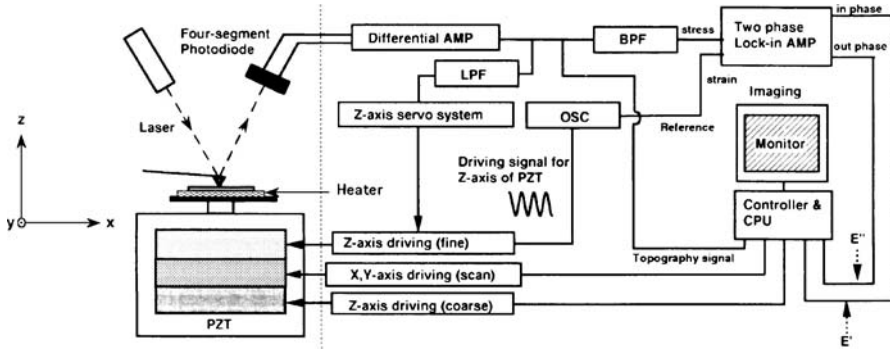 Four-segment
Photodiode
Differential AMP
BPF
stress
Two phase
Lock-in AMP
in phase
out phase
LPF
strain
z
Laser
Z-axis servo system
OSC
Reference
Imaging
Monitor
Driving signal for
Z-axis of PZT
Heater
y
x
Controller &
CPU
Z-axis driving (fine)
Topography signal
E"
X,Y-axis driving (scan)
Z-axis driving (coarse)
PZT
E'